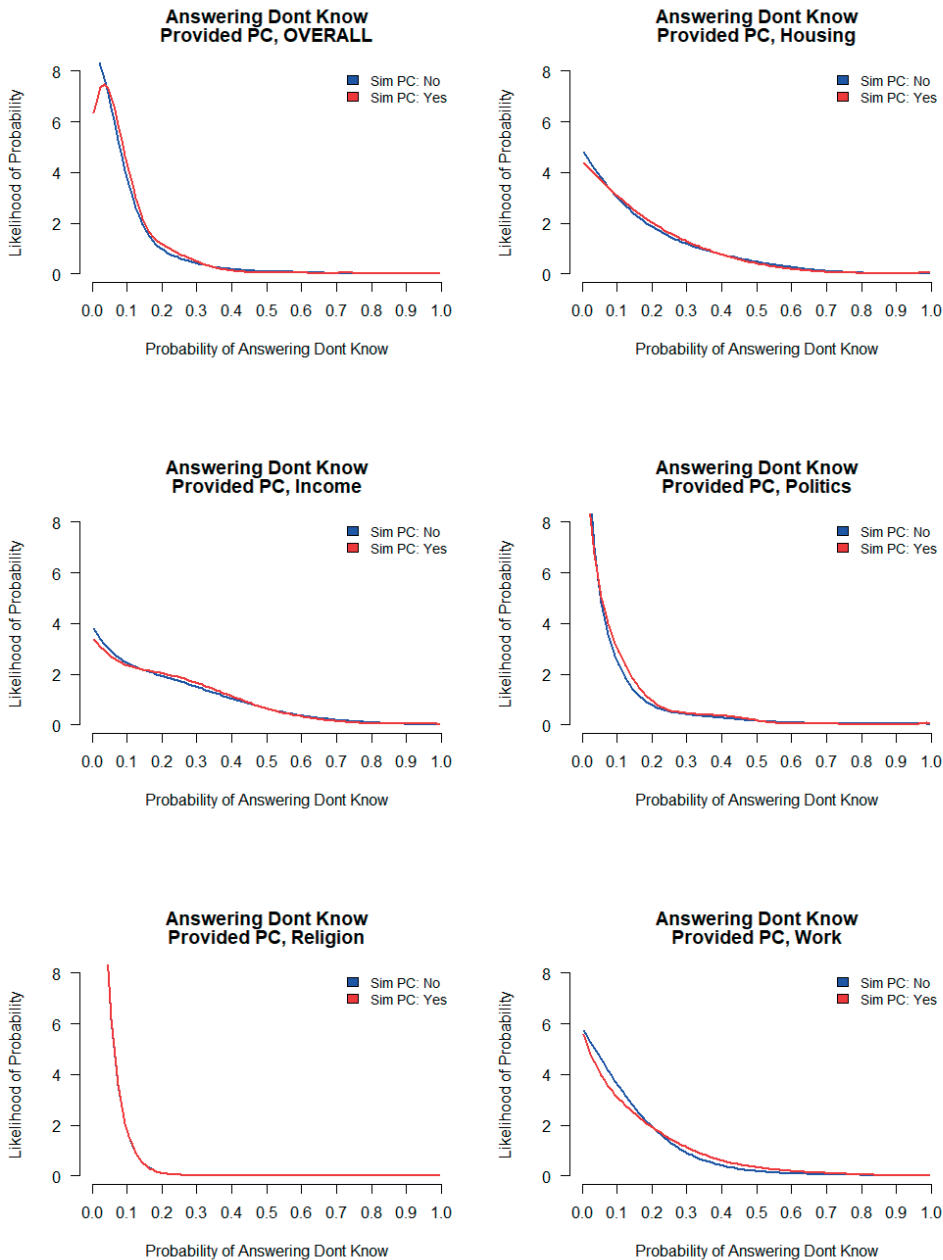 Answering Dont Know
Provided PC, OVERALL
Likelihood of Probability
8
6
4
2
0
Sim PC: No
Sim PC: Yes
0.0 0.1 0.2 0.3 0.4 0.5 0.6 0.7 0.8 0.9 1.0
Probability of Answering Dont Know
Answering Dont Know
Provided PC, Housing
Likelihood of Probability
8
6
4
2
0
Sim PC: No
Sim PC: Yes
0.0 0.1 0.2 0.3 0.4 0.5 0.6 0.7 0.8 0.9 1.0
Probability of Answering Dont Know
Answering Dont Know
Provided PC, Income
Likelihood of Probability
8
6
4
2
0
Sim PC: No
Sim PC: Yes
0.0 0.1 0.2 0.3 0.4 0.5 0.6 0.7 0.8 0.9 1.0
Probability of Answering Dont Know
Answering Dont Know
Provided PC, Politics
Likelihood of Probability
8
6
4
2
0
Sim PC: No
Sim PC: Yes
0.0 0.1 0.2 0.3 0.4 0.5 0.6 0.7 0.8 0.9 1.0
Probability of Answering Dont Know
Answering Dont Know
Provided PC, Religion
Likelihood of Probability
8
6
4
2
0
Sim PC: No
Sim PC: Yes
0.0 0.1 0.2 0.3 0.4 0.5 0.6 0.7 0.8 0.9 1.0
Probability of Answering Dont Know
Answering Dont Know
Provided PC, Work
Likelihood of Probability
8
6
4
2
0
Sim PC: No
Sim PC: Yes
0.0 0.1 0.2 0.3 0.4 0.5 0.6 0.7 0.8 0.9 1.0
Probability of Answering Dont Know